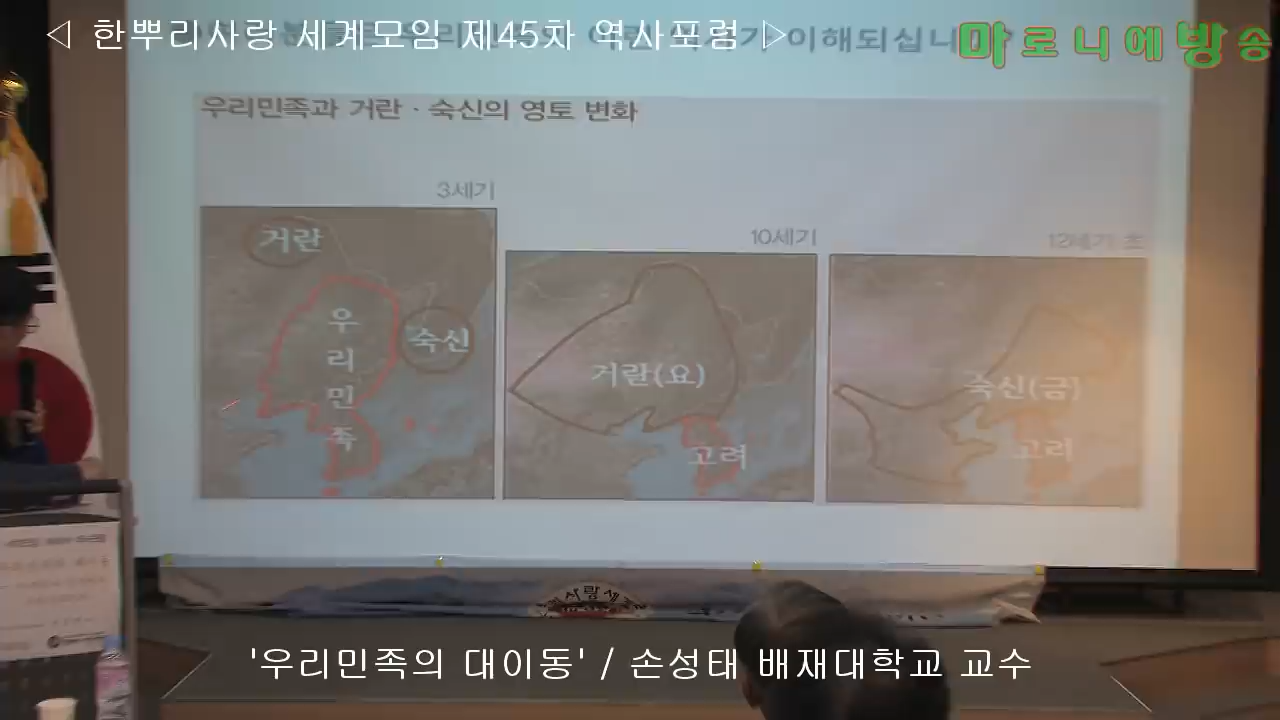 ◁ 한뿌리사랑 세계모임 제45차 역사포럼 ▷
이해되십니
마로니에방송
우리민족과 거란 · 숙신의 영토 변화
3세기
10세기
12세기 초
거란
우리민족
숙신
거란(요)
고려
숙신(금)
고려
사랑세계
'우리민족의 대이동' / 손성태 배재대학교 교수